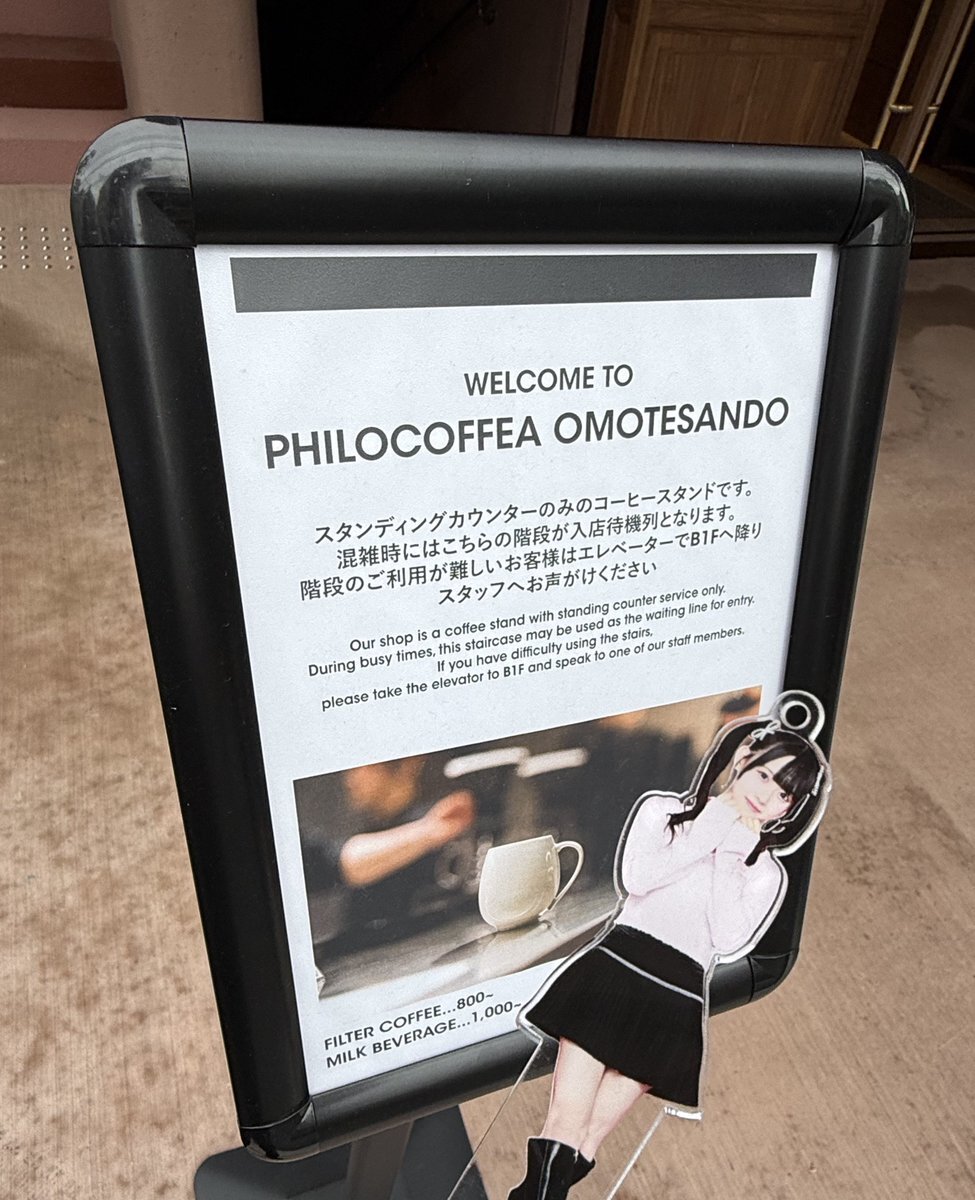 WELCOME TO
PHILOCOFFEA OMOTESANDO
スタンディングカウンターのみのコーヒースタンドです。
混雑時にはこちらの階段が入店待機列となります。
階段のご利用が難しいお客様はエレベーターでB1Fへ降り
スタッフへお声がけください
Our shop is a coffee stand with standing counter service only.
During busy times, this staircase may be used as the waiting line for entry.
If you have difficulty using the stairs,
please take the elevator to B1F and speak to one of our staff members.
FILTER COFFEE...800~
MILK BEVERAGE...1,000~